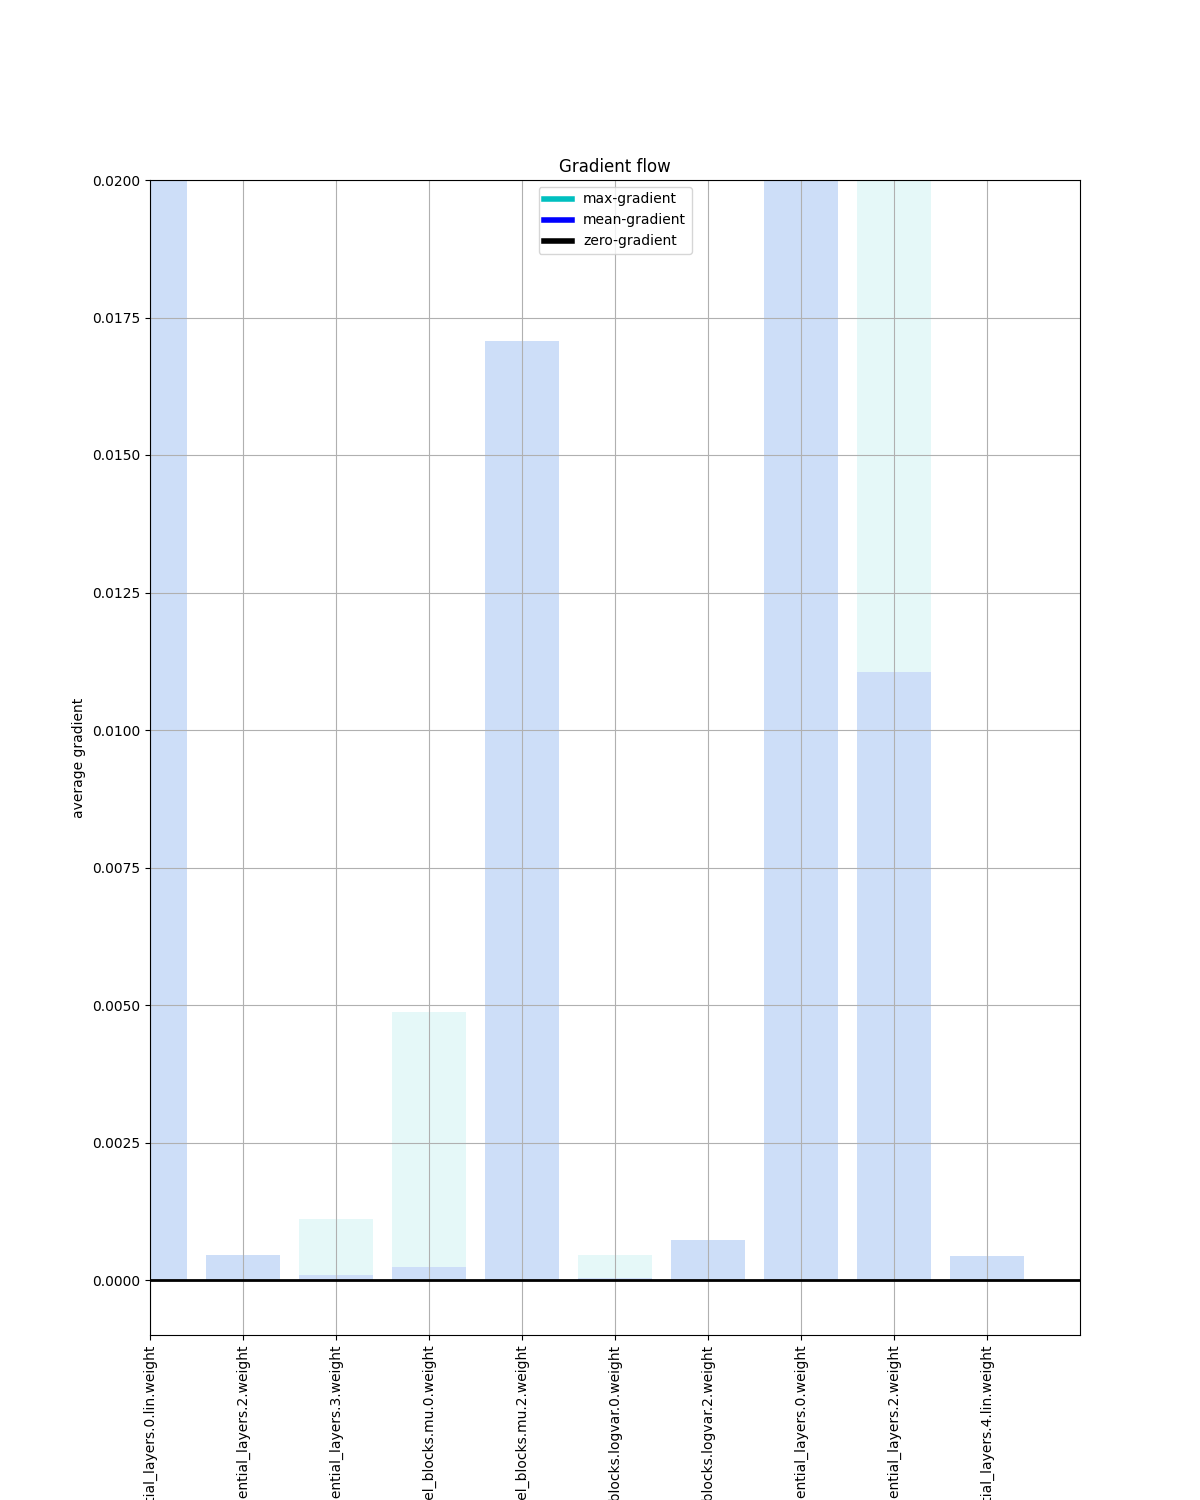 Gradient flow
max-gradient
mean-gradient
zero-gradient
0.0200
0.0175
0.0150
0.0125
0.0100
0.0075
0.0050
0.0025
0.0000
average gradient
tial_layers.0.lin.weight
ential_layers.2.weight
ential_layers.3.weight
el_blocks.mu.0.weight
el_blocks.mu.2.weight
blocks.logvar.0.weight
blocks.logvar.2.weight
ential_layers.0.weight
ential_layers.2.weight
tial_layers.4.lin.weight